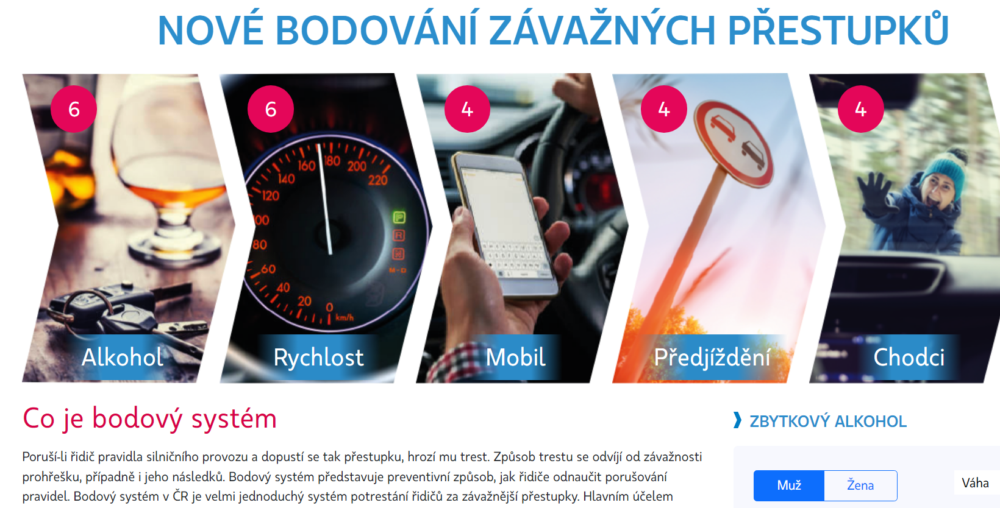 NOVÉ BODOVÁNÍ ZÁVAŽNÝCH PŘESTUPKŮ
6
6
4
4
4
160 180 200
140 220
120
100
80
60
40
20 0 km/h
P
R
M-D
Alkohol
Rychlost
Mobil
Předjíždění
Chodci
Co je bodový systém
Poruší-li řidič pravidla silničního provozu a dopustí se tak přestupku, hrozí mu trest. Způsob trestu se odvíjí od závažnosti
prohřešku, případně i jeho následků. Bodový systém představuje preventivní způsob, jak řidiče odnaučit porušování
pravidel. Bodový systém v ČR je velmi jednoduchý systém potrestání řidičů za závažnější přestupky. Hlavním účelem
ZBYTKOVÝ ALKOHOL
Muž
Žena
Váha